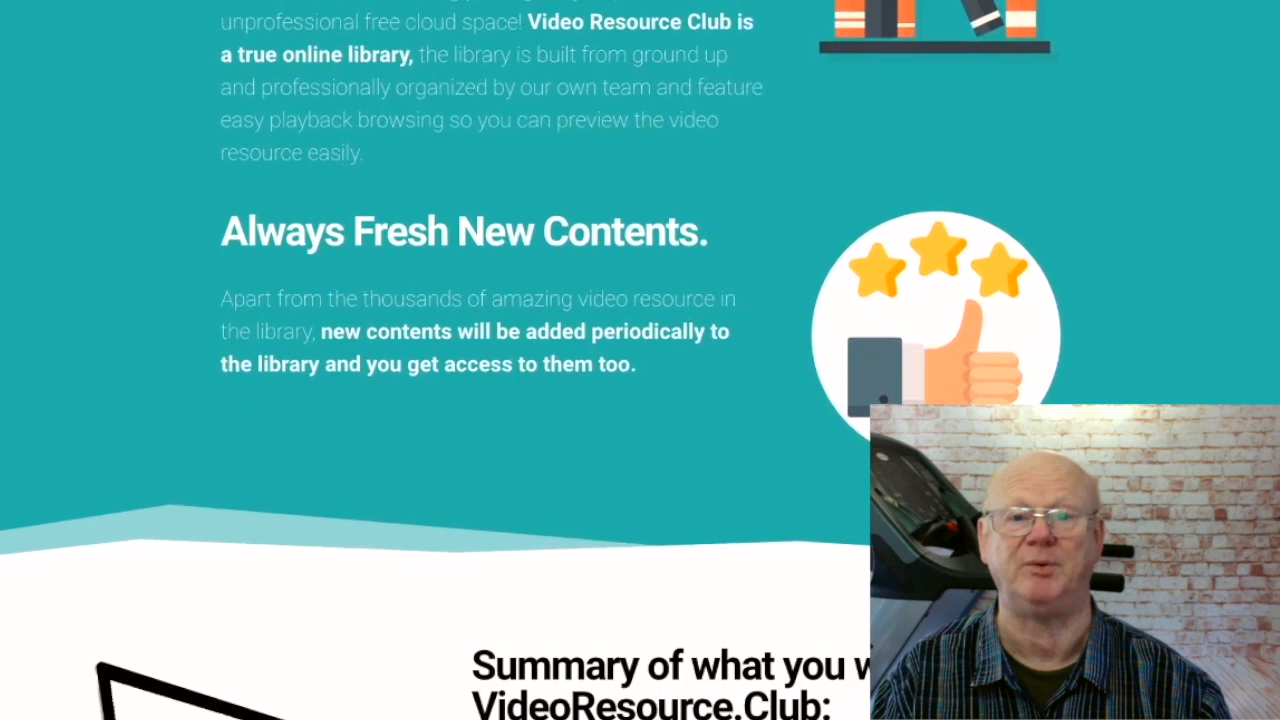 unprofessional free cloud space! Video Resource Club is
a true online library, the library is built from ground up
and professionally organized by our own team and feature
easy playback browsing so you can preview the video
resource easily.
Always Fresh New Contents.
Apart from the thousands of amazing video resource in
the library, new contents will be added periodically to
the library and you get access to them too.
Summary of what you w
VideoResource.Club: